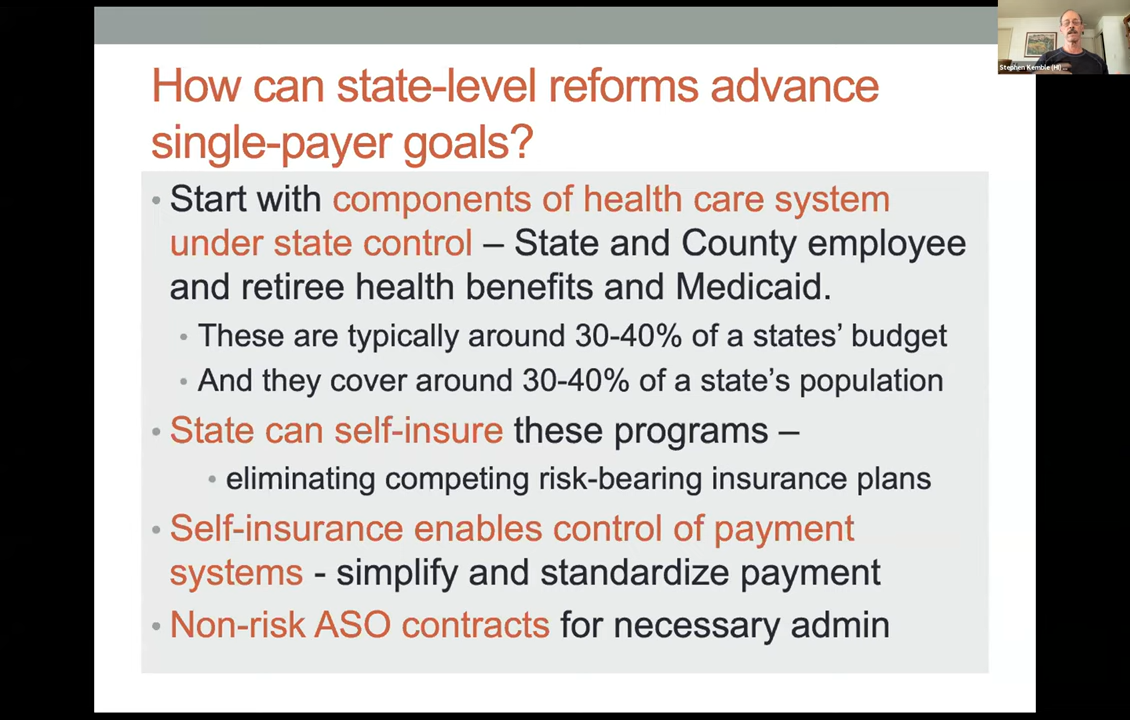 Stephen Kemble (HI)
How can state-level reforms advance
single-payer goals?
• Start with components of health care system
under state control – State and County employee
and retiree health benefits and Medicaid.
• These are typically around 30-40% of a states' budget
• And they cover around 30-40% of a state's population
• State can self-insure these programs –
• eliminating competing risk-bearing insurance plans
• Self-insurance enables control of payment
systems - simplify and standardize payment
• Non-risk ASO contracts for necessary admin